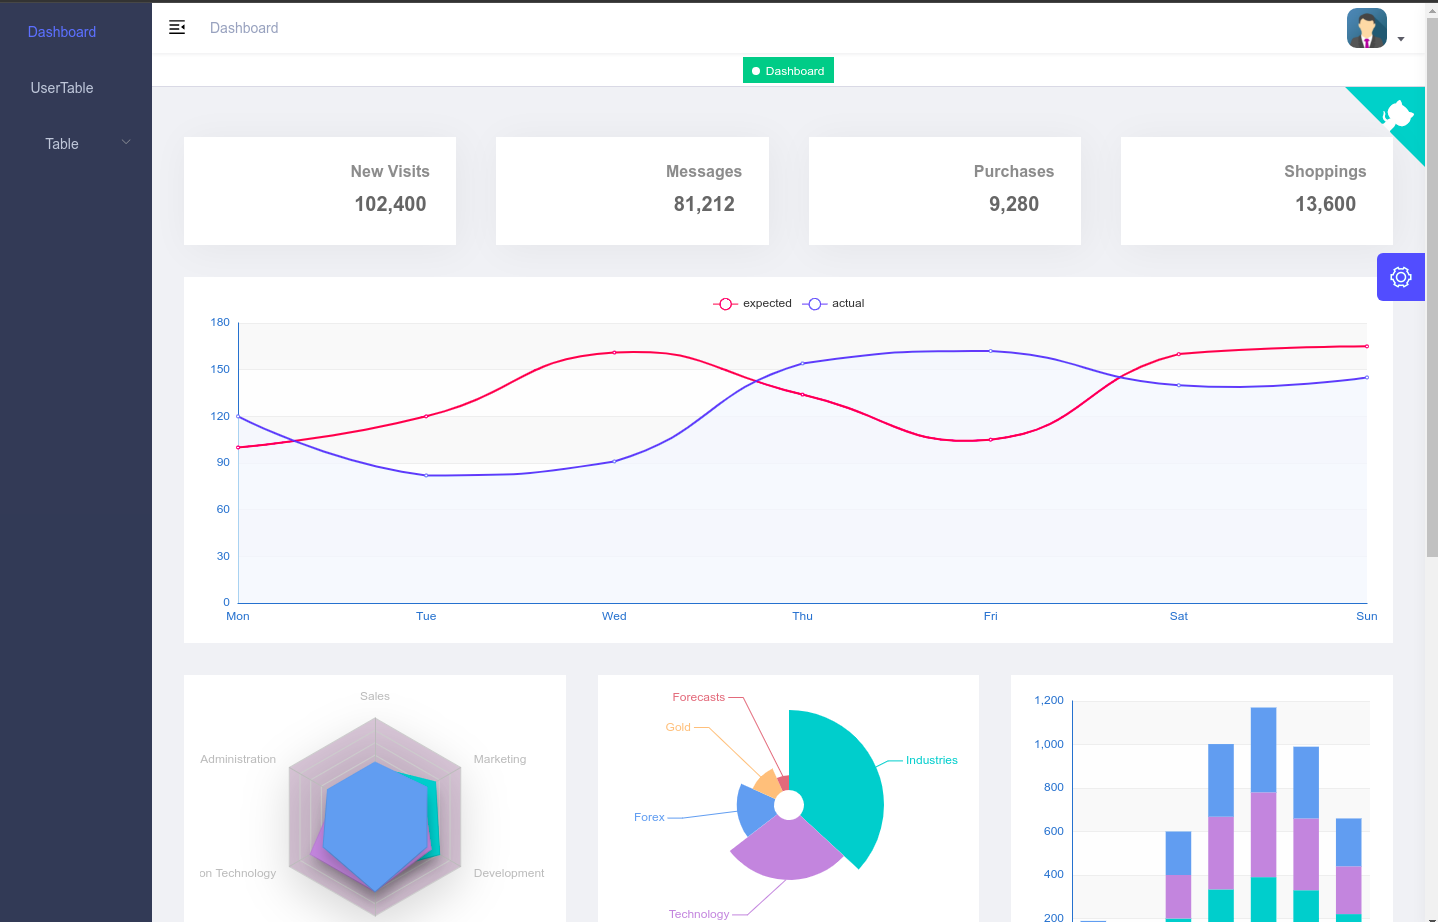 Dashboard
UserTable
Table
Dashboard
Dashboard
New Visits
102,400
Messages
81,212
Purchases
9,280
Shoppings
13,600
expected
actual
180
150
120
90
60
30
0
Mon
Tue
Wed
Thu
Fri
Sat
Sun
Sales
Administration
Marketing
on Technology
Development
Forecasts
Gold
Industries
Forex
Technology
1,200
1,000
800
600
400
200